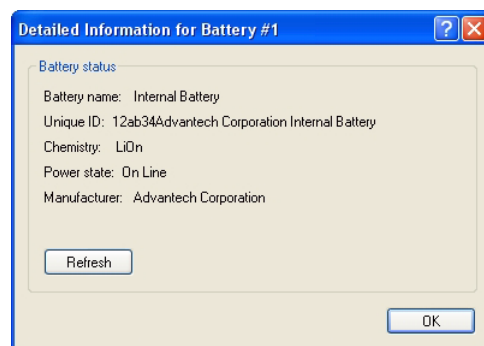 Detailed Information for Battery #1
Battery status
Battery name: Internal Battery
Unique ID: 12ab34Advantech Corporation Internal Battery
Chemistry: LiOn
Power state: On Line
Manufacturer: Advantech Corporation
Refresh
OK